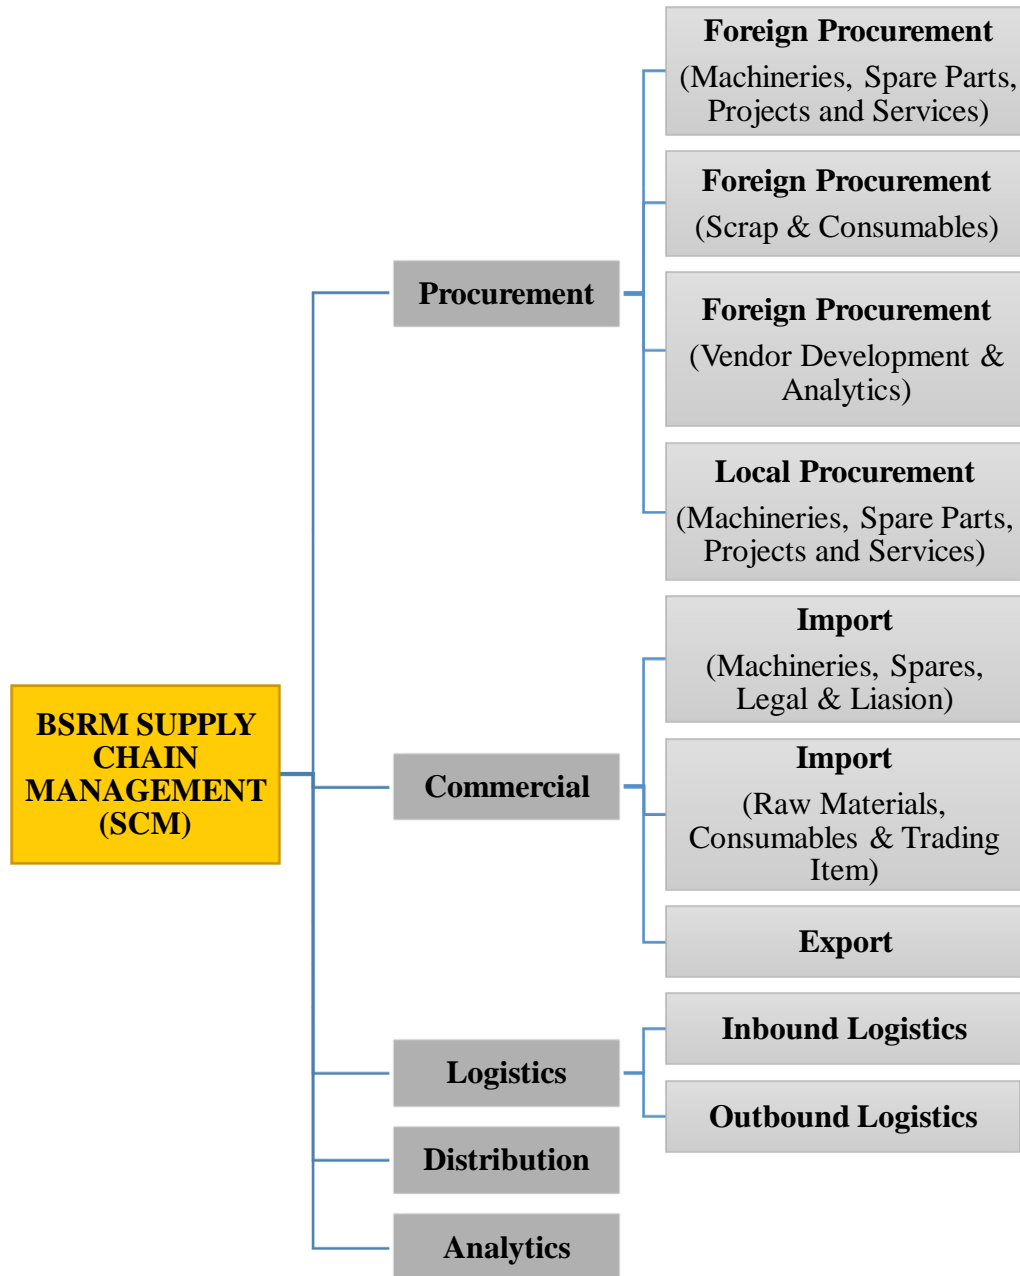 Foreign Procurement
(Machineries, Spare Parts,
Projects and Services)
Foreign Procurement
(Scrap & Consumables)
Procurement
Foreign Procurement
(Vendor Development &
Analytics)
Local Procurement
(Machineries, Spare Parts,
Projects and Services)
Import
(Machineries, Spares,
Legal & Liasion)
BSRM SUPPLY
CHAIN
MANAGEMENT
(SCM)
Commercial
Import
(Raw Materials,
Consumables & Trading
Item)
Export
Inbound Logistics
Logistics
Outbound Logistics
Distribution
Analytics